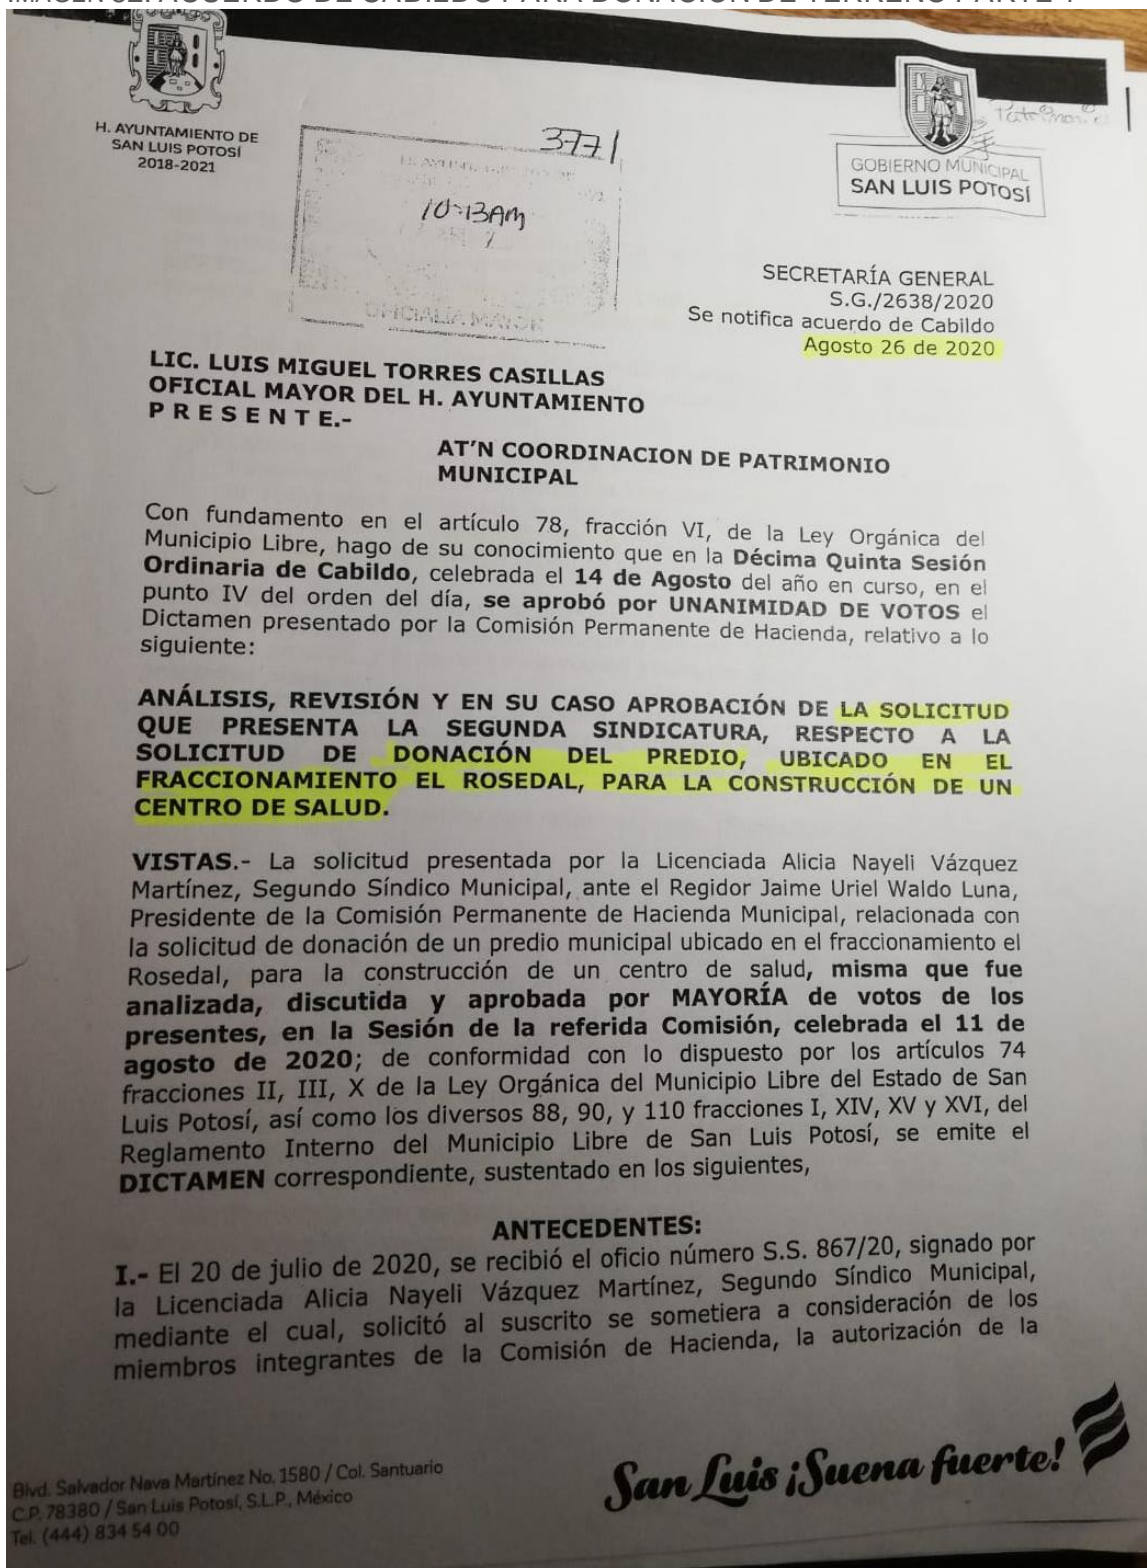 H. AYUNTAMIENTO DE
SAN LUIS POTOSÍ
2018-2021
3771
10:13AM
OFICIALIA MAYOR
Patrimonio
GOBIERNO MUNICIPAL
SAN LUIS POTOSÍ
SECRETARÍA GENERAL
S.G./2638/2020
Se notifica acuerdo de Cabildo
Agosto 26 de 2020
LIC. LUIS MIGUEL TORRES CASILLAS
OFICIAL MAYOR DEL H. AYUNTAMIENTO
P R E S E N T E.-
AT'N COORDINACION DE PATRIMONIO
MUNICIPAL
Con fundamento en el artículo 78, fracción VI, de la Ley Orgánica del
Municipio Libre, hago de su conocimiento que en la Décima Quinta Sesión
Ordinaria de Cabildo, celebrada el 14 de Agosto del año en curso, en el
punto IV del orden del día, se aprobó por UNANIMIDAD DE VOTOS el
Dictamen presentado por la Comisión Permanente de Hacienda, relativo a lo
siguiente:
ANÁLISIS, REVISIÓN Y EN SU CASO APROBACIÓN DE LA SOLICITUD
QUE PRESENTA LA SEGUNDA SINDICATURA, RESPECTO A LA
SOLICITUD DE DONACIÓN DEL PREDIO, UBICADO EN EL
FRACCIONAMIENTO EL ROSEDAL, PARA LA CONSTRUCCIÓN DE UN
CENTRO DE SALUD.
VISTAS.- La solicitud presentada por la Licenciada Alicia Nayeli Vázquez
Martínez, Segundo Síndico Municipal, ante el Regidor Jaime Uriel Waldo Luna,
Presidente de la Comisión Permanente de Hacienda Municipal, relacionada con
la solicitud de donación de un predio municipal ubicado en el fraccionamiento el
Rosedal, para la construcción de un centro de salud, misma que fue
analizada, discutida y aprobada por MAYORÍA de votos de los
presentes, en la Sesión de la referida Comisión, celebrada el 11 de
agosto de 2020; de conformidad con lo dispuesto por los artículos 74
fracciones II, III, X de la Ley Orgánica del Municipio Libre del Estado de San
Luis Potosí, así como los diversos 88, 90, y 110 fracciones I, XIV, XV y XVI, del
Reglamento Interno del Municipio Libre de San Luis Potosí, se emite el
DICTAMEN correspondiente, sustentado en los siguientes,
ANTECEDENTES:
I.- El 20 de julio de 2020, se recibió el oficio número S.S. 867/20, signado por
la Licenciada Alicia Nayeli Vázquez Martínez, Segundo Síndico Municipal,
mediante el cual, solicitó al suscrito se sometiera a consideración de los
miembros integrantes de la Comisión de Hacienda, la autorización de la
San Luis ¡Suena fuerte!
Blvd. Salvador Nava Martínez No. 1580 / Col. Santuario
C.P. 78380 / San Luis Potosí, S.L.P., México
Tel. (444) 834 54 00